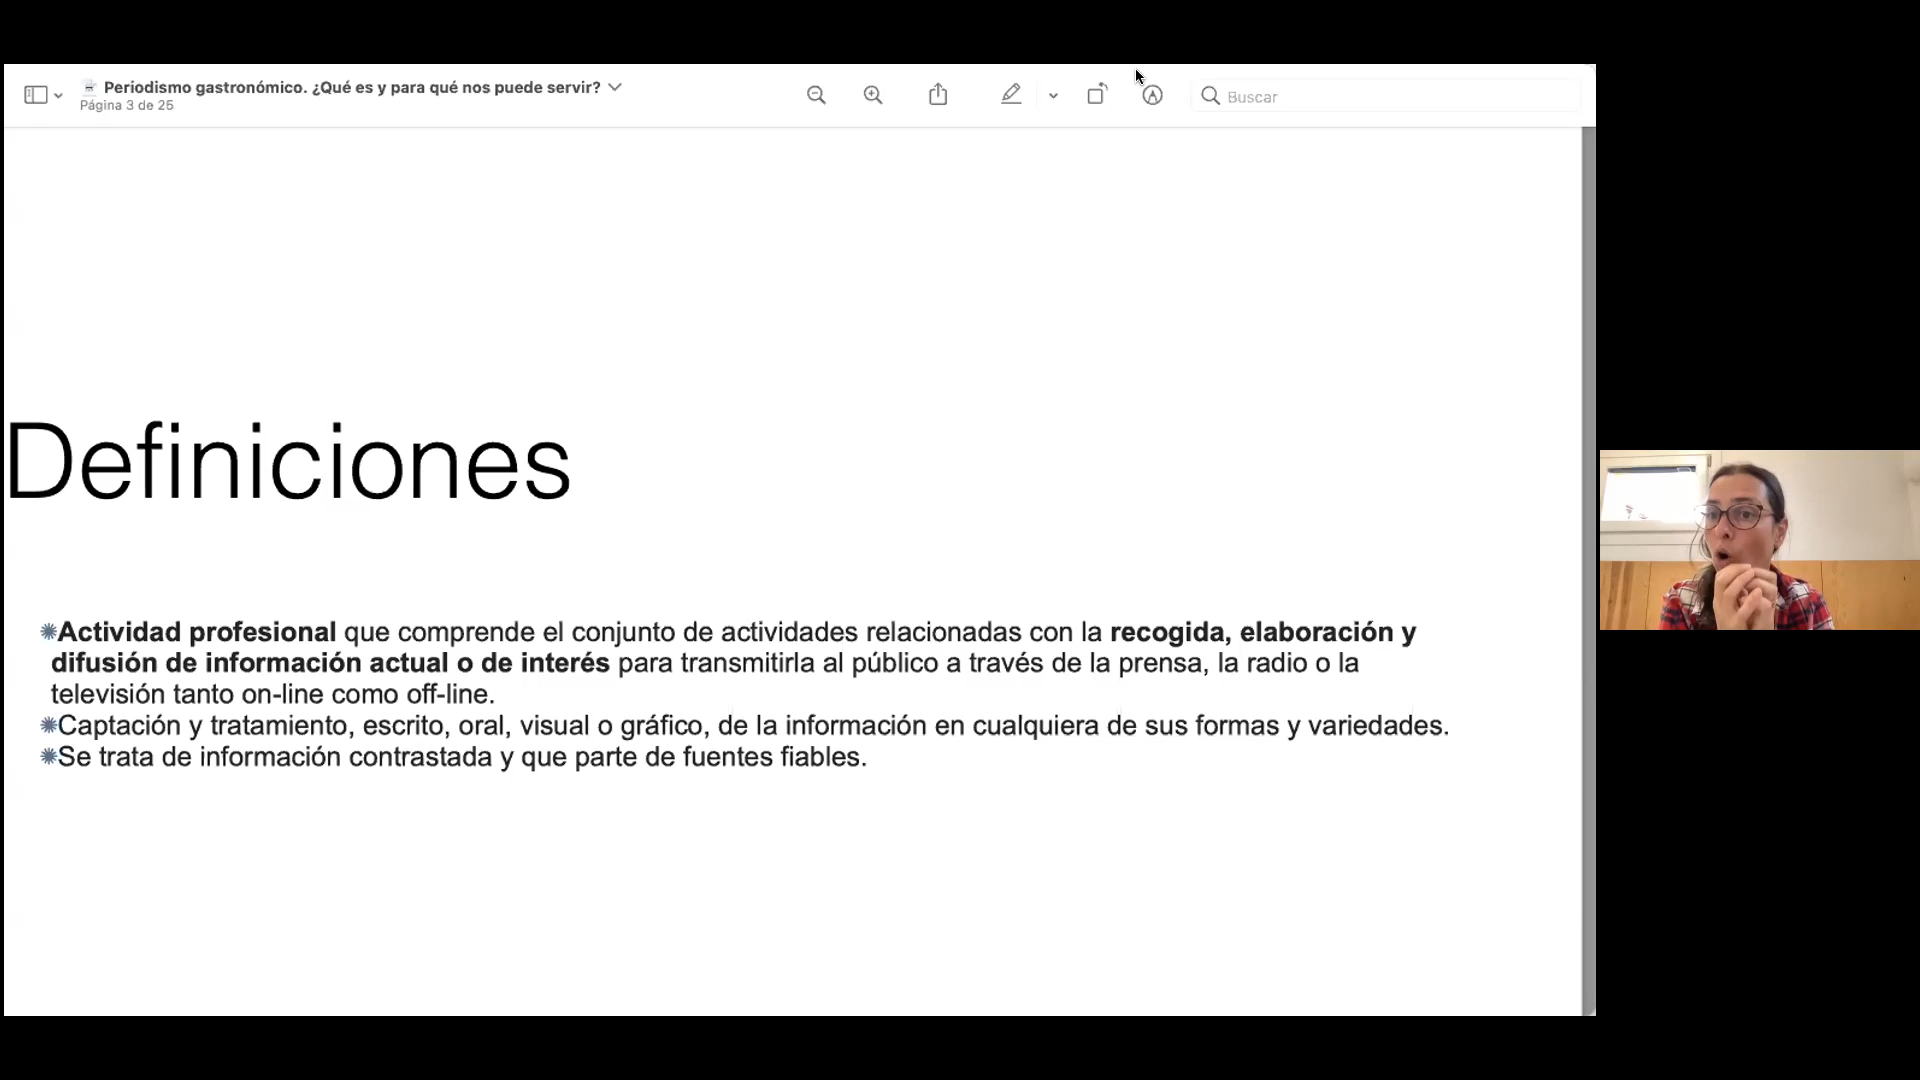 Periodismo gastronómico. ¿Qué es y para qué nos puede servir?
Página 3 de 25
Buscar
Definiciones
Actividad profesional que comprende el conjunto de actividades relacionadas con la recogida, elaboración y
difusión de información actual o de interés para transmitirla al público a través de la prensa, la radio o la
televisión tanto on-line como off-line.
Captación y tratamiento, escrito, oral, visual o gráfico, de la información en cualquiera de sus formas y variedades.
Se trata de información contrastada y que parte de fuentes fiables.